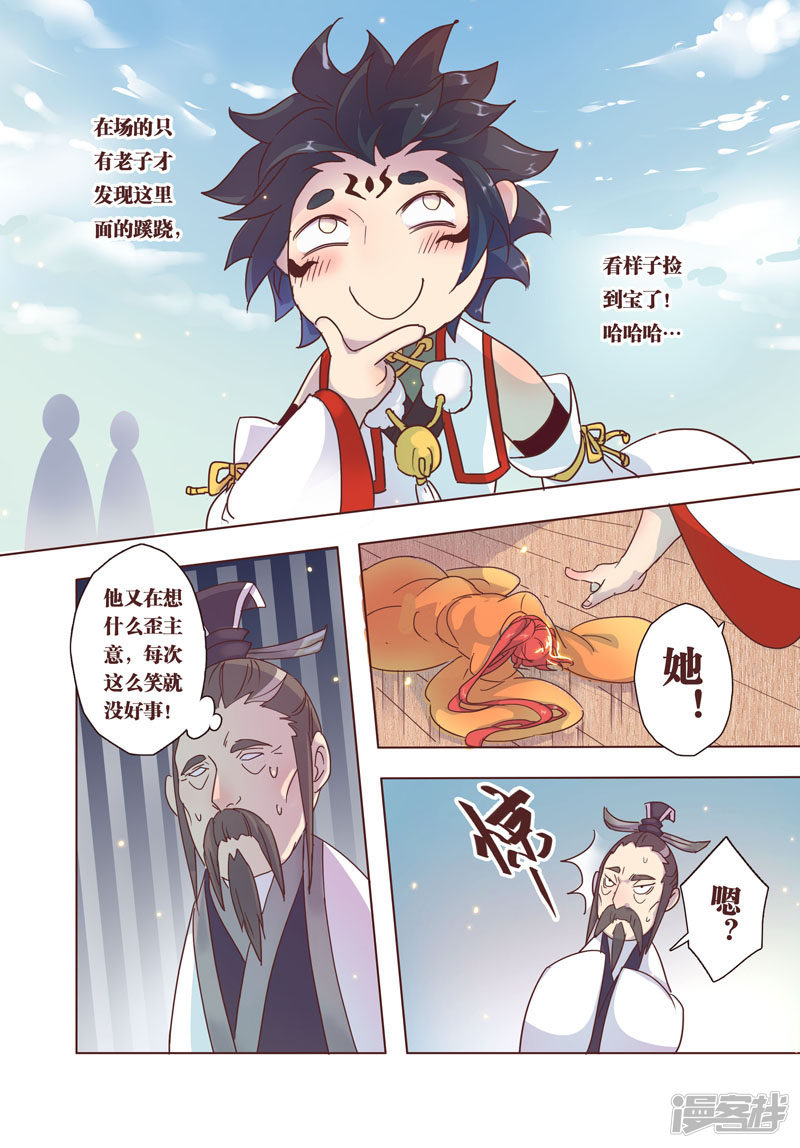 在场的只
有老子才
发现这里
面的蹊跷，
看样子捡
到宝了！
哈哈哈…
他又在想
什么歪主
意，每次
这么笑就
没好事！
她！
惊
嗯？
漫客栈